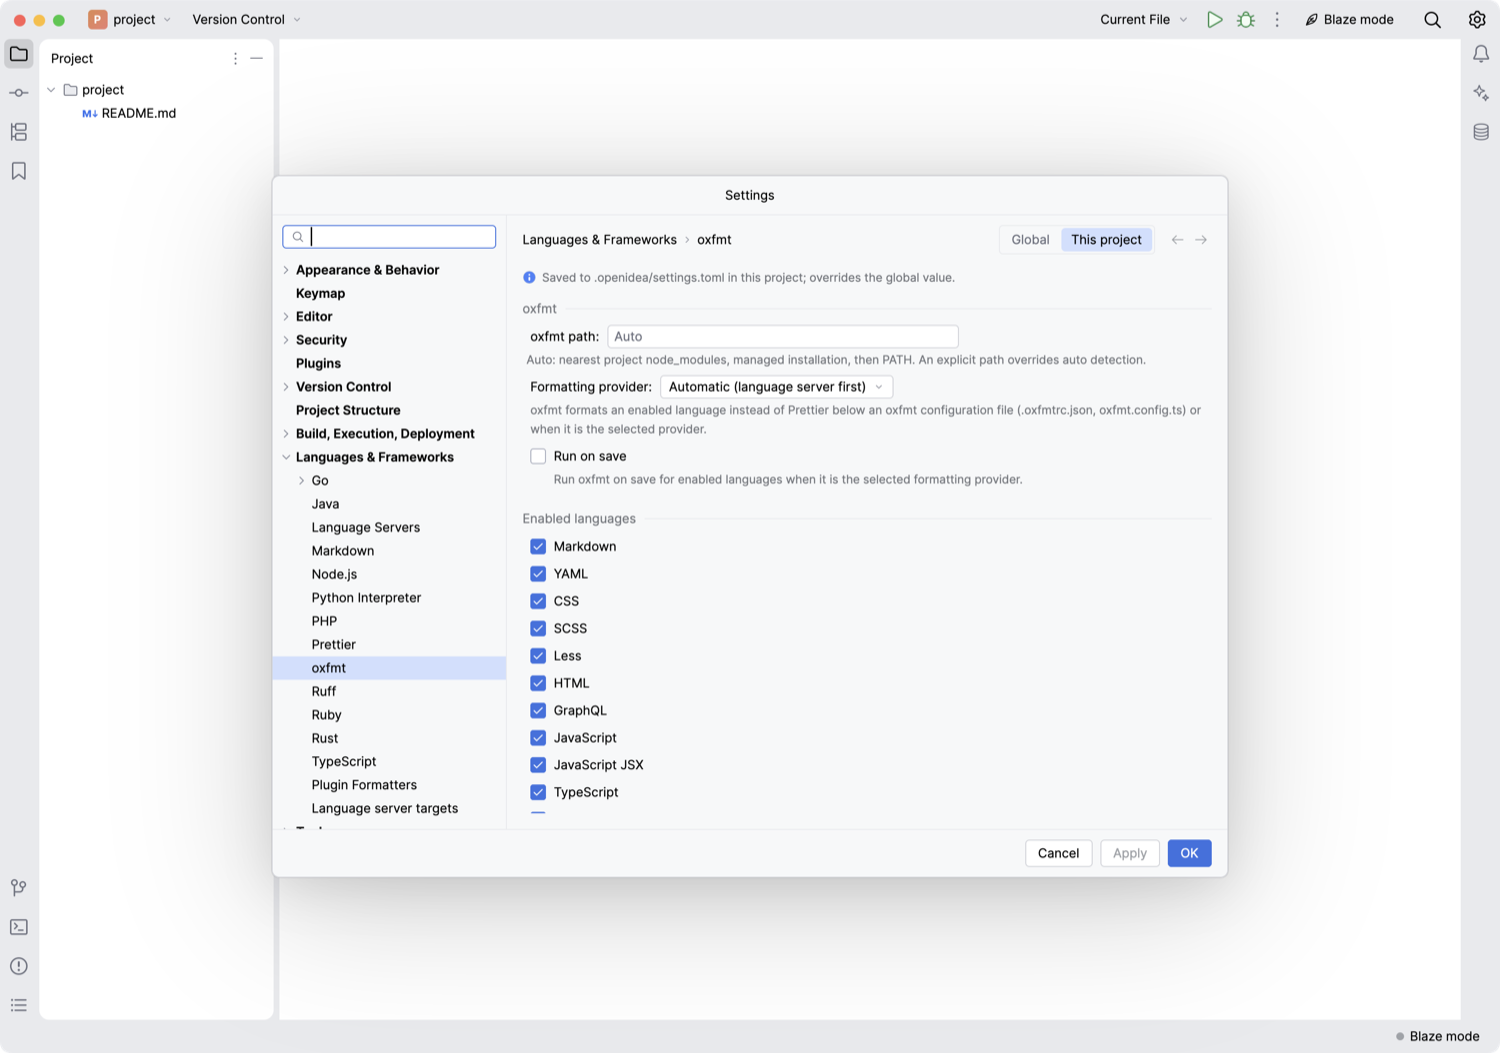 P project
Version Control
Current File
Blaze mode
Project
project
M↓ README.md
Settings
Appearance & Behavior
Keymap
Editor
Security
Plugins
Version Control
Project Structure
Build, Execution, Deployment
Languages & Frameworks
Go
Java
Language Servers
Markdown
Node.js
Python Interpreter
PHP
Prettier
oxfmt
Ruff
Ruby
Rust
TypeScript
Plugin Formatters
Language server targets
Languages & Frameworks › oxfmt
Global
This project
Saved to .openidea/settings.toml in this project; overrides the global value.
oxfmt
oxfmt path: Auto
Auto: nearest project node_modules, managed installation, then PATH. An explicit path overrides auto detection.
Formatting provider: Automatic (language server first)
oxfmt formats an enabled language instead of Prettier below an oxfmt configuration file (.oxfmtrc.json, oxfmt.config.ts) or
when it is the selected provider.
Run on save
Run oxfmt on save for enabled languages when it is the selected formatting provider.
Enabled languages
Markdown
YAML
CSS
SCSS
Less
HTML
GraphQL
JavaScript
JavaScript JSX
TypeScript
Cancel
Apply
OK
Blaze mode